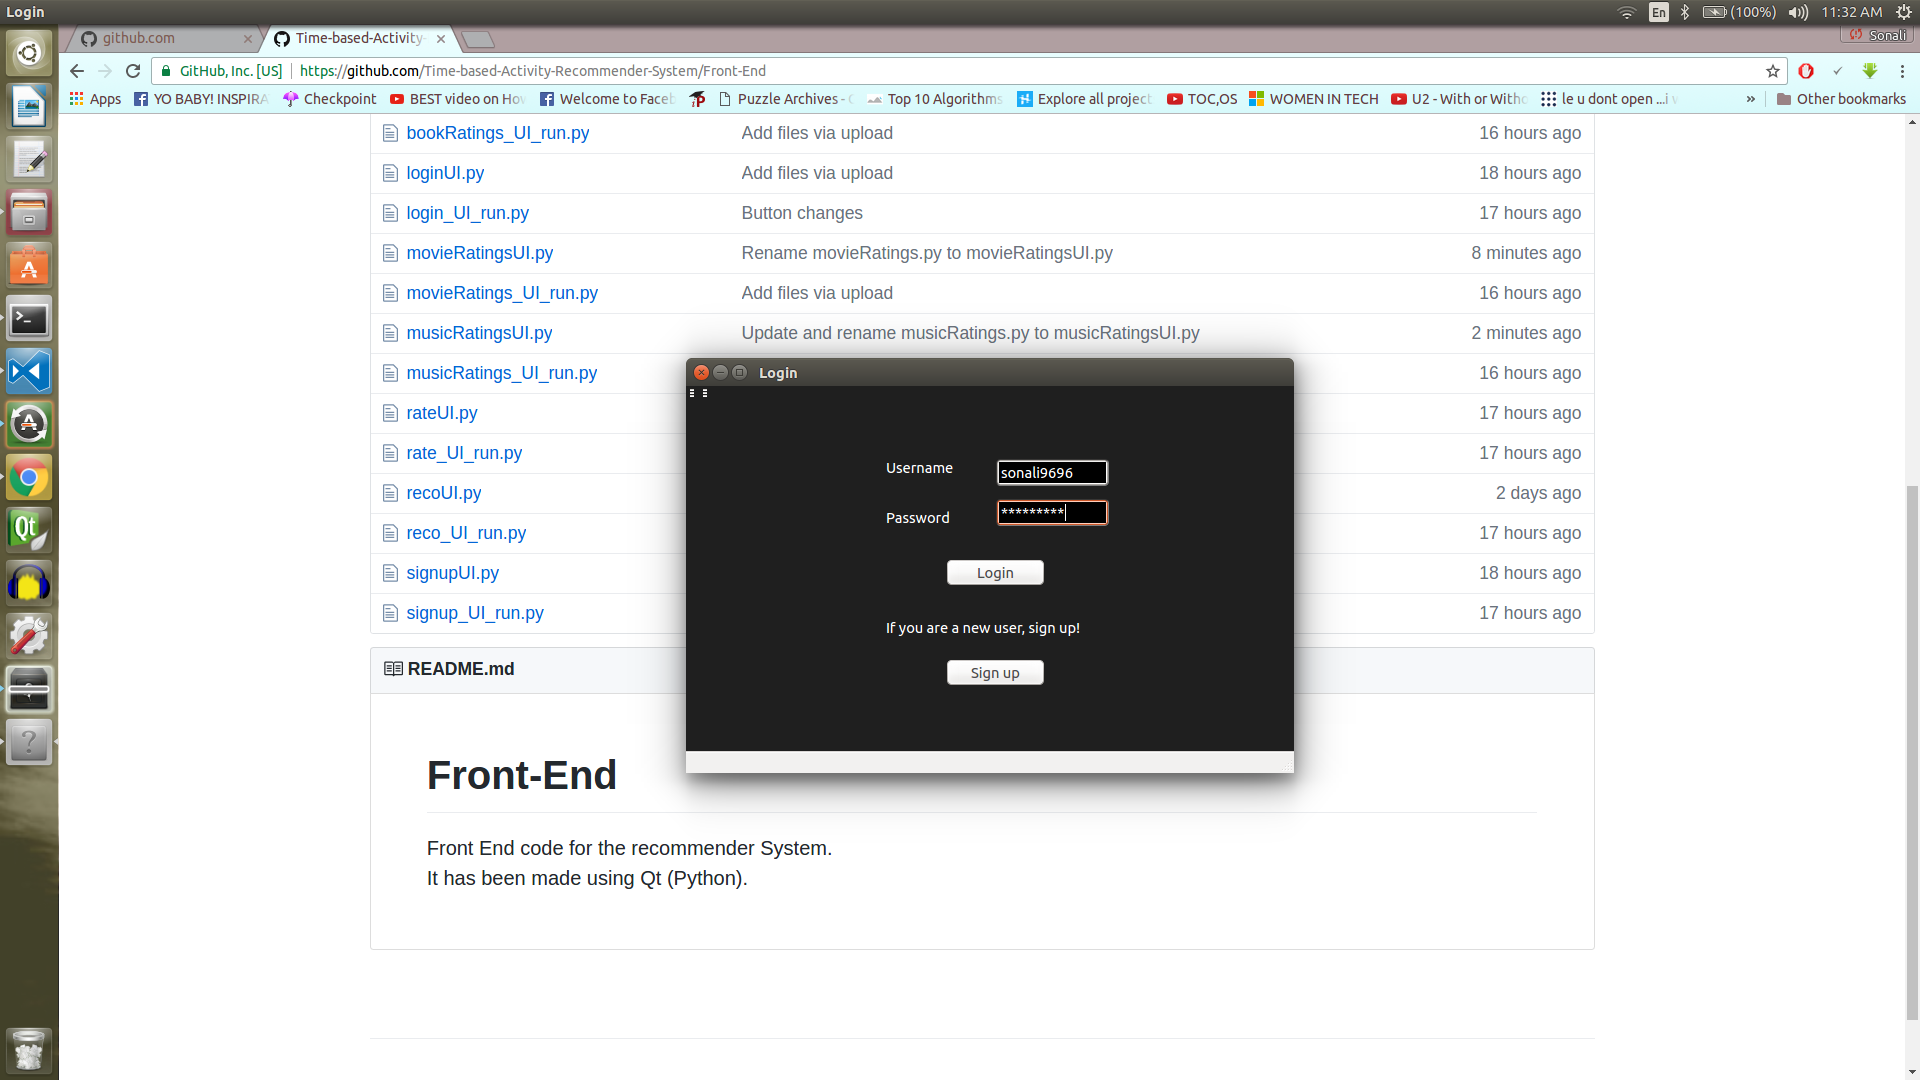 Login
En
(100%)
11:32 AM
github.com
Time-based-Activity-
Sonali
GitHub, Inc. [US]
https://github.com/Time-based-Activity-Recommender-System/Front-End
Apps
YO BABY! INSPIRA
Checkpoint
BEST video on How
Welcome to Faceb
Puzzle Archives -
Top 10 Algorithms
Explore all project
TOC,OS
WOMEN IN TECH
U2 - With or Witho
le u dont open ...i
»
Other bookmarks
bookRatings_UI_run.py Add files via upload 16 hours ago
loginUI.py Add files via upload 18 hours ago
login_UI_run.py Button changes 17 hours ago
movieRatingsUI.py Rename movieRatings.py to movieRatingsUI.py 8 minutes ago
movieRatings_UI_run.py Add files via upload 16 hours ago
musicRatingsUI.py Update and rename musicRatings.py to musicRatingsUI.py 2 minutes ago
musicRatings_UI_run.py 16 hours ago
rateUI.py 17 hours ago
rate_UI_run.py 17 hours ago
recoUI.py 2 days ago
reco_UI_run.py 17 hours ago
signupUI.py 18 hours ago
signup_UI_run.py 17 hours ago
Login
Username sonali9696
Password *********
Login
If you are a new user, sign up!
Sign up
README.md
Front-End
Front End code for the recommender System.
It has been made using Qt (Python).